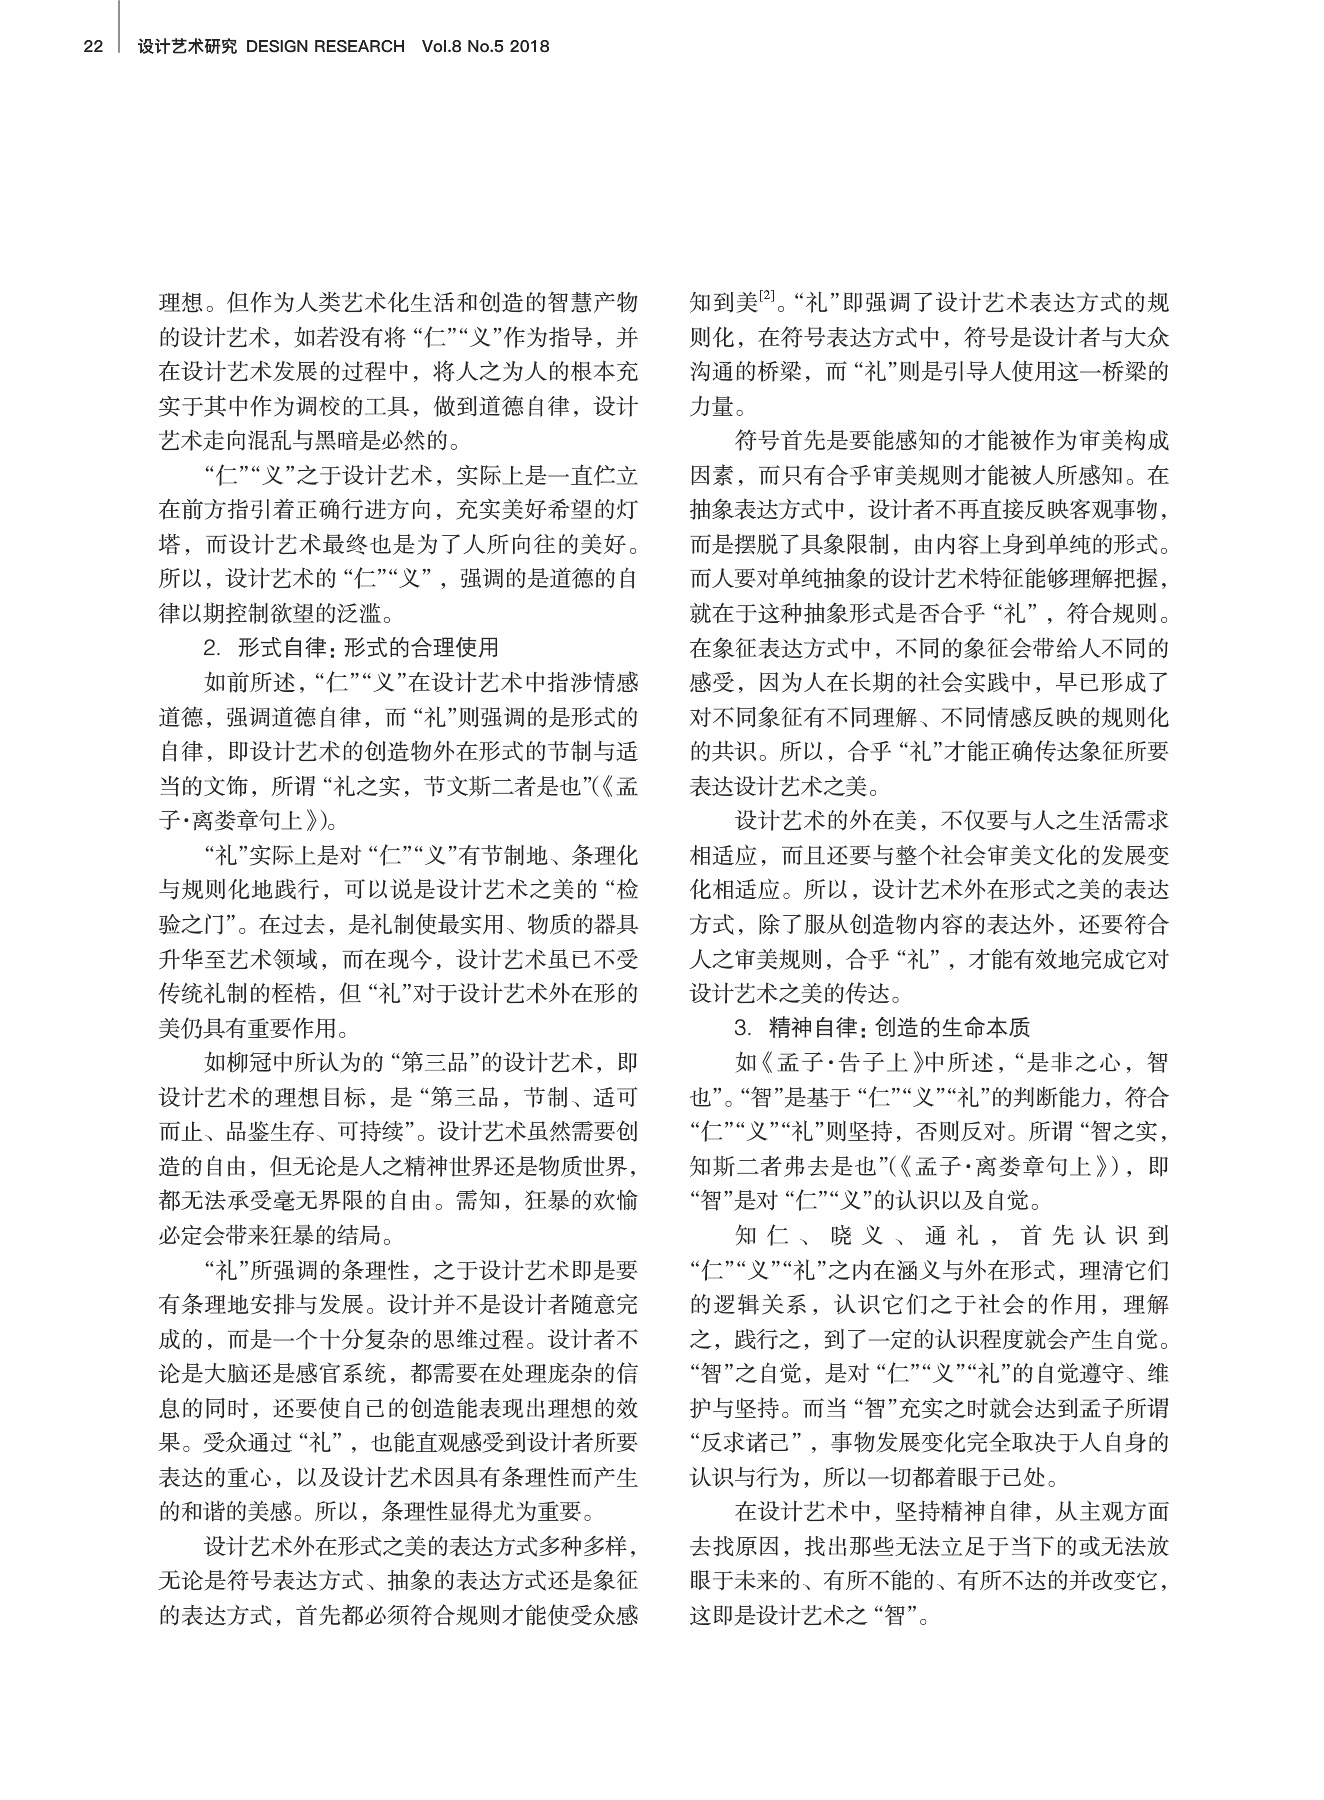 22 设计艺术研究 DESIGN RESEARCH Vol.8 No.5 2018
理想。但作为人类艺术化生活和创造的智慧产物
的设计艺术，如若没有将“仁”“义”作为指导，并
在设计艺术发展的过程中，将人之为人的根本充
实于其中作为调校的工具，做到道德自律，设计
艺术走向混乱与黑暗是必然的。
“仁”“义”之于设计艺术，实际上是一直伫立
在前方指引着正确行进方向，充实美好希望的灯
塔，而设计艺术最终也是为了人所向往的美好。
所以，设计艺术的“仁”“义”，强调的是道德的自
律以期控制欲望的泛滥。
2. 形式自律：形式的合理使用
如前所述，“仁”“义”在设计艺术中指涉情感
道德，强调道德自律，而“礼”则强调的是形式的
自律，即设计艺术的创造物外在形式的节制与适
当的文饰，所谓“礼之实，节文斯二者是也”(《孟
子·离娄章句上》)。
“礼”实际上是对“仁”“义”有节制地、条理化
与规则化地践行，可以说是设计艺术之美的“检
验之门”。在过去，是礼制使最实用、物质的器具
升华至艺术领域，而在现今，设计艺术虽已不受
传统礼制的桎梏，但“礼”对于设计艺术外在形的
美仍具有重要作用。
如柳冠中所认为的“第三品”的设计艺术，即
设计艺术的理想目标，是“第三品，节制、适可
而止、品鉴生存、可持续”。设计艺术虽然需要创
造的自由，但无论是人之精神世界还是物质世界，
都无法承受毫无界限的自由。需知，狂暴的欢愉
必定会带来狂暴的结局。
“礼”所强调的条理性，之于设计艺术即是要
有条理地安排与发展。设计并不是设计者随意完
成的，而是一个十分复杂的思维过程。设计者不
论是大脑还是感官系统，都需要在处理庞杂的信
息的同时，还要使自己的创造能表现出理想的效
果。受众通过“礼”，也能直观感受到设计者所要
表达的重心，以及设计艺术因具有条理性而产生
的和谐的美感。所以，条理性显得尤为重要。
设计艺术外在形式之美的表达方式多种多样，
无论是符号表达方式、抽象的表达方式还是象征
的表达方式，首先都必须符合规则才能使受众感
知到美[2]。“礼”即强调了设计艺术表达方式的规
则化，在符号表达方式中，符号是设计者与大众
沟通的桥梁，而“礼”则是引导人使用这一桥梁的
力量。
符号首先是要能感知的才能被作为审美构成
因素，而只有合乎审美规则才能被人所感知。在
抽象表达方式中，设计者不再直接反映客观事物，
而是摆脱了具象限制，由内容上身到单纯的形式。
而人要对单纯抽象的设计艺术特征能够理解把握，
就在于这种抽象形式是否合乎“礼”，符合规则。
在象征表达方式中，不同的象征会带给人不同的
感受，因为人在长期的社会实践中，早已形成了
对不同象征有不同理解、不同情感反映的规则化
的共识。所以，合乎“礼”才能正确传达象征所要
表达设计艺术之美。
设计艺术的外在美，不仅要与人之生活需求
相适应，而且还要与整个社会审美文化的发展变
化相适应。所以，设计艺术外在形式之美的表达
方式，除了服从创造物内容的表达外，还要符合
人之审美规则，合乎“礼”，才能有效地完成它对
设计艺术之美的传达。
3. 精神自律：创造的生命本质
如《孟子·告子上》中所述，“是非之心，智
也”。“智”是基于“仁”“义”“礼”的判断能力，符合
“仁”“义”“礼”则坚持，否则反对。所谓“智之实，
知斯二者弗去是也”(《孟子·离娄章句上》)，即
“智”是对“仁”“义”的认识以及自觉。
知仁、晓义、通礼，首先认识到
“仁”“义”“礼”之内在涵义与外在形式，理清它们
的逻辑关系，认识它们之于社会的作用，理解
之，践行之，到了一定的认识程度就会产生自觉。
“智”之自觉，是对“仁”“义”“礼”的自觉遵守、维
护与坚持。而当“智”充实之时就会达到孟子所谓
“反求诸己”，事物发展变化完全取决于人自身的
认识与行为，所以一切都着眼于己处。
在设计艺术中，坚持精神自律，从主观方面
去找原因，找出那些无法立足于当下的或无法放
眼于未来的、有所不能的、有所不达的并改变它，
这即是设计艺术之“智”。